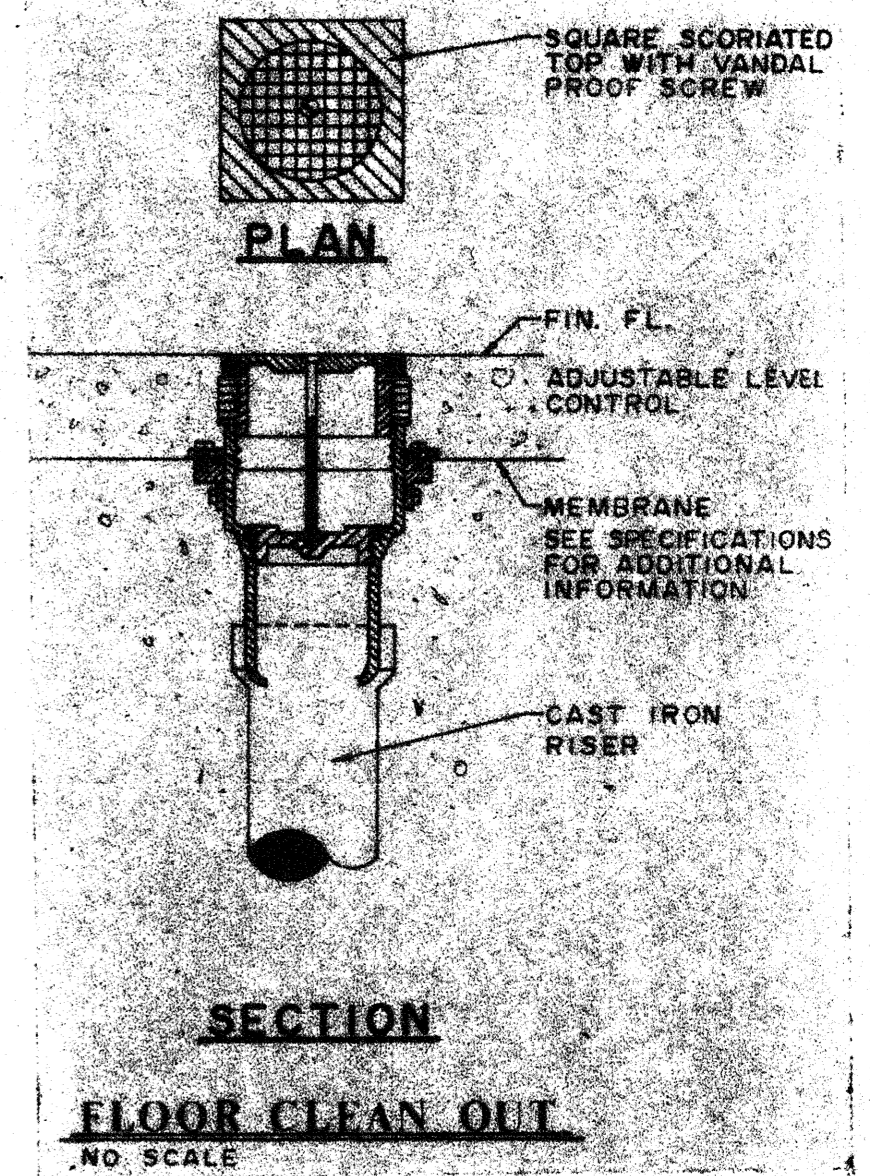 SQUARE SCORIATED
TOP WITH VANDAL
PROOF SCREW
PLAN
FIN. FL.
ADJUSTABLE LEVEL
CONTROL
MEMBRANE
SEE SPECIFICATIONS
FOR ADDITIONAL
INFORMATION
CAST IRON
RISER
SECTION
FLOOR CLEAN OUT
NO SCALE